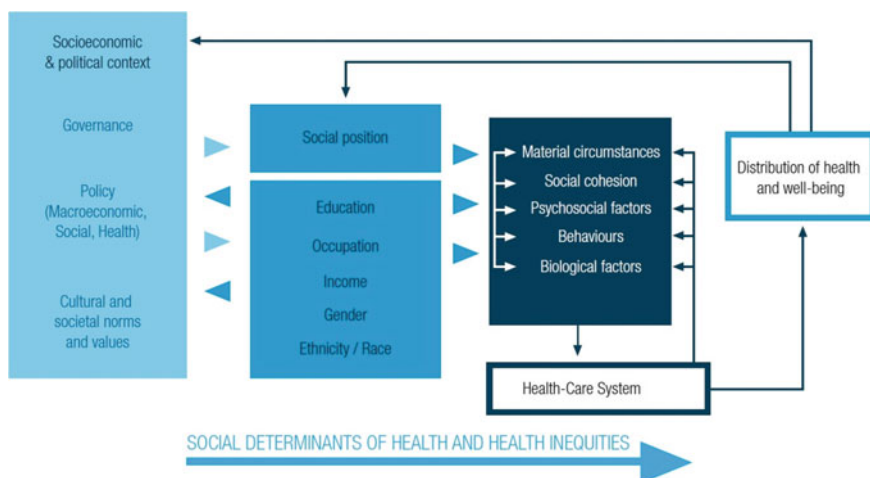 Socioeconomic
& political context
Governance
Policy
(Macroeconomic,
Social, Health)
Cultural and
societal norms
and values
Social position
Education
Occupation
Income
Gender
Ethnicity / Race
Material circumstances
Social cohesion
Psychosocial factors
Behaviours
Biological factors
Health-Care System
Distribution of health
and well-being
SOCIAL DETERMINANTS OF HEALTH AND HEALTH INEQUITIES